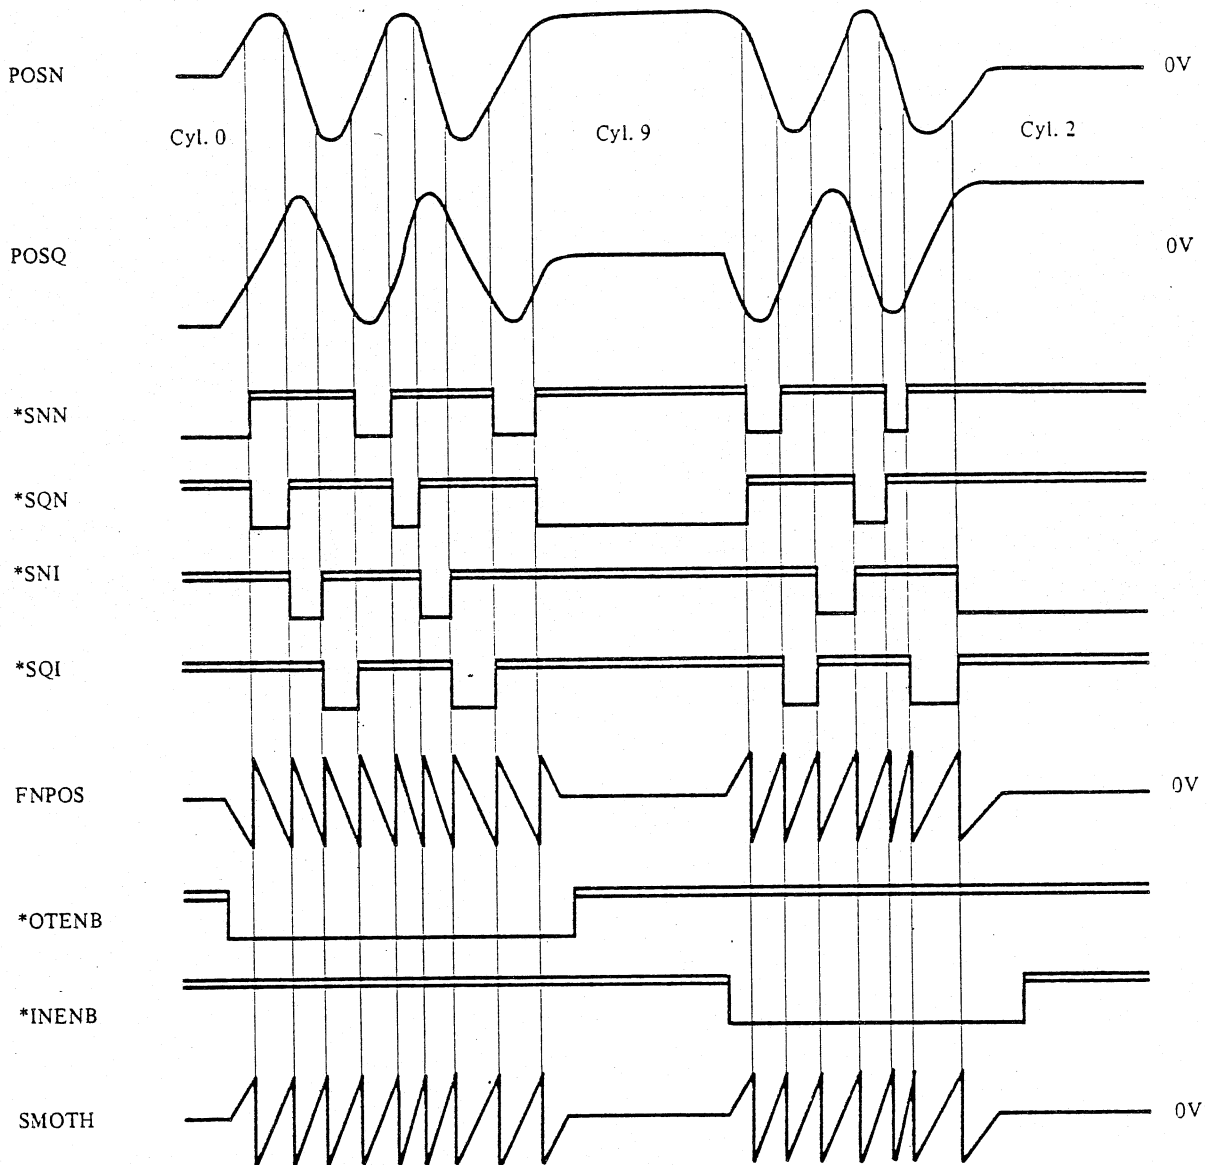 POSN
0V
Cyl. 0
Cyl. 9
Cyl. 2
POSQ
0V
*SNN
*SQN
*SNI
*SQI
FNPOS
0V
*OTENB
*INENB
SMOTH
0V